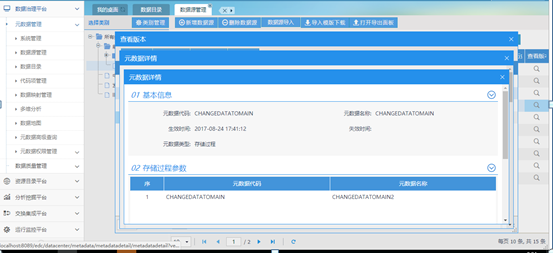 数据治理平台
我的桌面 数据目录 数据源管理
元数据管理
选择类别 类别管理 新增数据源 删除数据源 数据源导入 导入模板下载 打开导出面板
系统管理
数据源管理
数据目录
代码项管理
数据映射管理
多维分析
数据地图
元数据高级查询
元数据权限管理
数据质量管理
资源目录平台
分析挖掘平台
交换集成平台
运行监控平台
查看版本
元数据详情
元数据详情
01 基本信息
元数据代码: CHANGEDATATOMAIN 元数据名称: CHANGEDATATOMAIN
生效时间: 2017-08-24 17:41:12 失效时间:
元数据类型: 存储过程
02 存储过程参数
序 元数据代码 元数据名称
1 CHANGEDATATOMAIN CHANGEDATATOMAIN2
1 / 2
每页 10 条, 共 15 条
localhost:8089/edc/datacenter/metadata/metadatadetail/metadatadetail?ve...